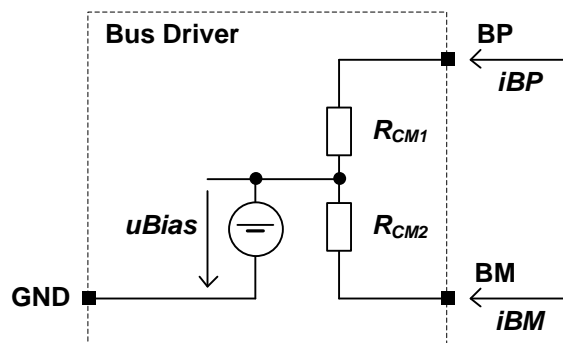 Bus Driver
BP
iBP
RCM1
uBias
RCM2
BM
GND
iBM